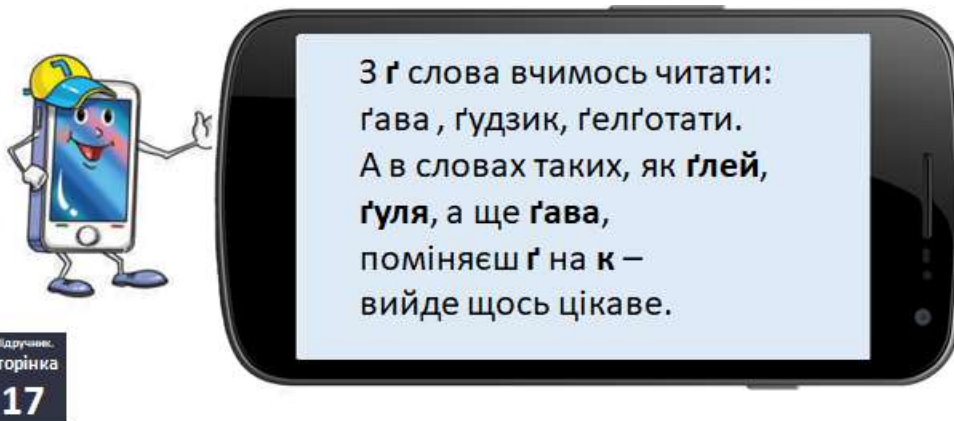 З ґ слова вчимось читати:
ґава , ґудзик, ґелґотати.
А в словах таких, як ґлей,
ґуля, а ще ґава,
поміняєш ґ на к –
вийде щось цікаве.
ідручник.
торінка
17